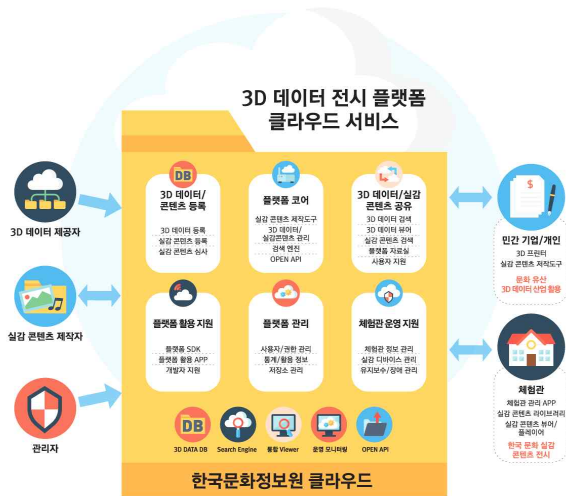 3D 데이터 전시 플랫폼
클라우드 서비스
DB
3D 데이터/
콘텐츠 등록
3D 데이터 등록
실감 콘텐츠 등록
실감 콘텐츠 심사
플랫폼 코어
실감 콘텐츠 제작도구
3D 데이터/
실감콘텐츠 관리
검색 엔진
OPEN API
3D 데이터/실감
콘텐츠 공유
3D 데이터 검색
3D 데이터 뷰어
실감 콘텐츠 검색
플랫폼 자료실
사용자 지원
플랫폼 활용 지원
플랫폼 SDK
플랫폼 활용 APP
개발자 지원
플랫폼 관리
사용자/권한 관리
통계/활용 정보
저장소 관리
체험관 운영 지원
체험관 정보 관리
실감 디바이스 관리
유지보수/장애 관리
DB
3D DATA DB
Search Engine
통합 Viewer
운영 모니터링
OPEN API
한국문화정보원 클라우드
3D 데이터 제공자
실감 콘텐츠 제작자
관리자
$
민간 기업/개인
3D 프린터
실감 콘텐츠 저작도구
문화 유산
3D 데이터 산업 활용
체험관
체험관 관리 APP
실감 콘텐츠 라이브러리
실감 콘텐츠 뷰어/
플레이어
한국 문화 실감
콘텐츠 전시